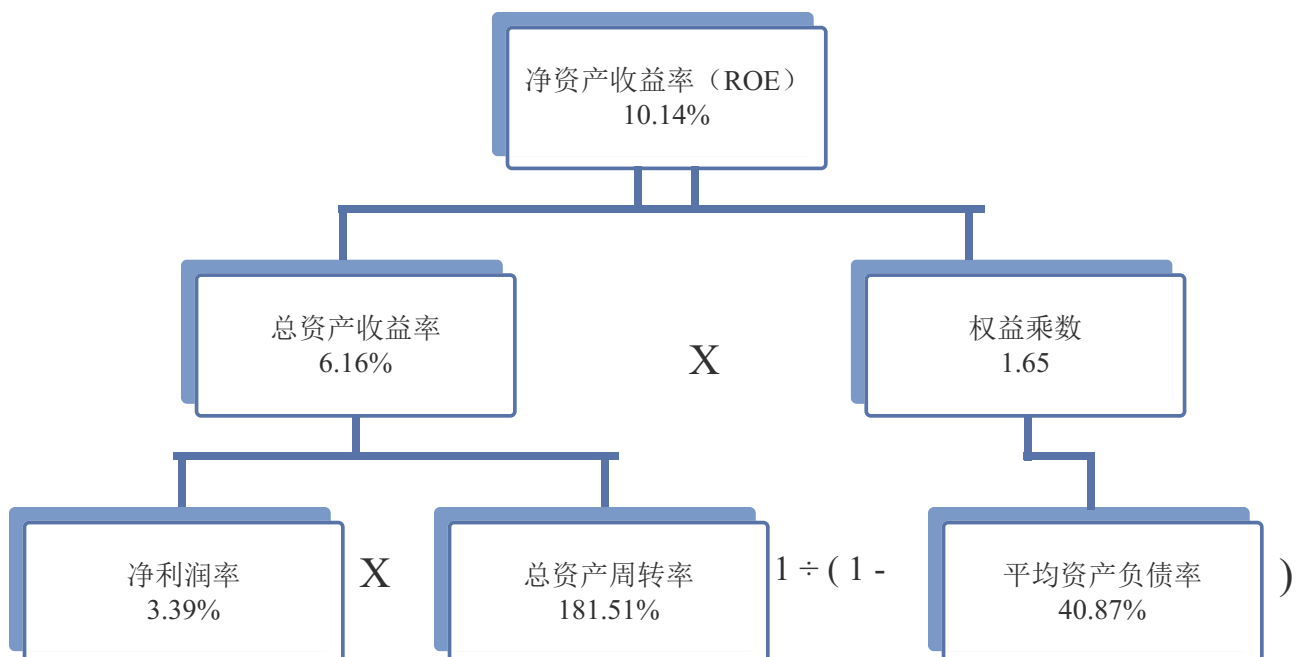 净资产收益率（ROE）
10.14%
总资产收益率
6.16%
X
权益乘数
1.65
净利润率
3.39%
X
总资产周转率
181.51%
1 ÷ ( 1 -
平均资产负债率
40.87%
)